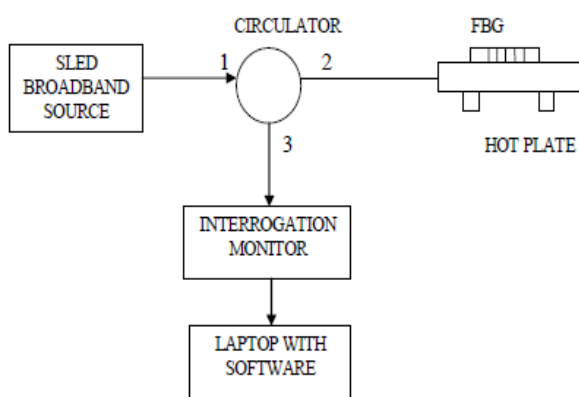 CIRCULATOR
FBG
SLED
BROADBAND
SOURCE
1
2
3
HOT PLATE
INTERROGATION
MONITOR
LAPTOP WITH
SOFTWARE